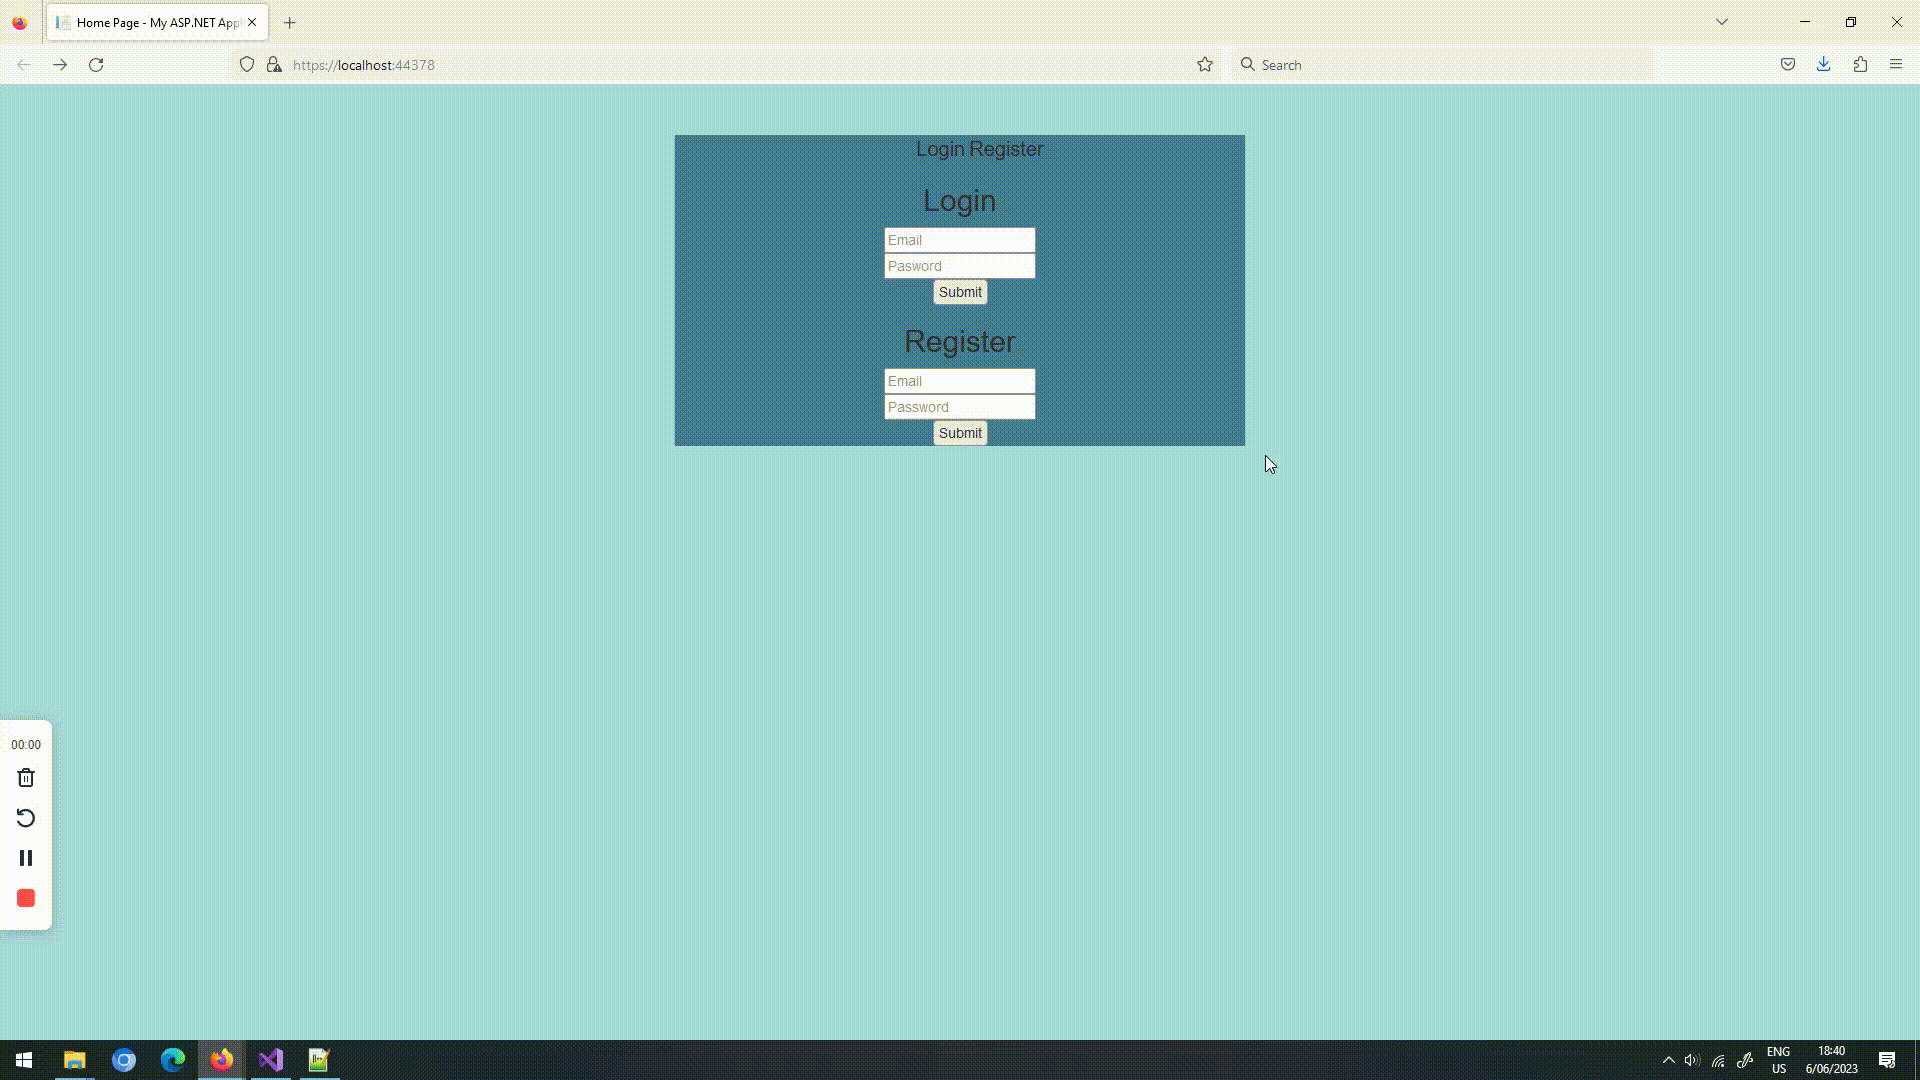 Home Page - My ASP.NET Appl
https://localhost:44378
Search
Login Register
Login
Email
Pasword
Submit
Register
Email
Password
Submit
00:00
ENG
US
18:40
6/06/2023